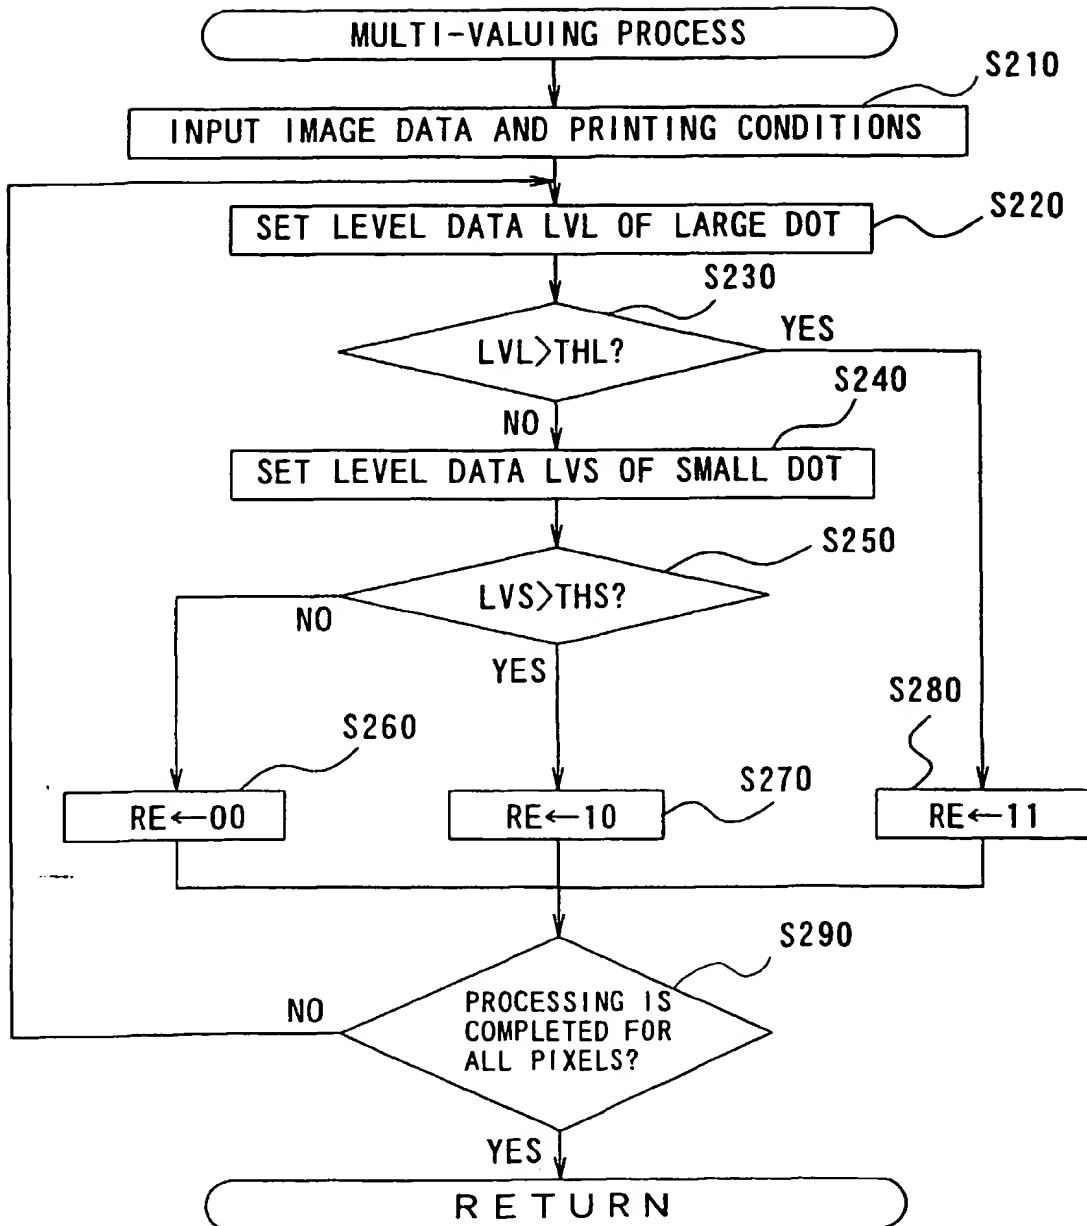 MULTI-VALUING PROCESS
S210
INPUT IMAGE DATA AND PRINTING CONDITIONS
S220
SET LEVEL DATA LVL OF LARGE DOT
S230
LVL>THL?
YES
NO
S240
SET LEVEL DATA LVS OF SMALL DOT
S250
LVS>THS?
NO
YES
S260
RE←00
S270
RE←10
S280
RE←11
S290
PROCESSING IS
COMPLETED FOR
ALL PIXELS?
NO
YES
RETURN